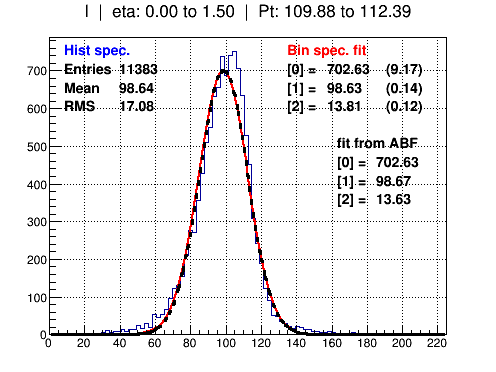 I | eta: 0.00 to 1.50 | Pt: 109.88 to 112.39
Hist spec.
Entries 11383
Mean 98.64
RMS 17.08
Bin spec. fit
[0] = 702.63 (9.17)
[1] = 98.63 (0.14)
[2] = 13.81 (0.12)
fit from ABF
[0] = 702.63
[1] = 98.67
[2] = 13.63
700
600
500
400
300
200
100
0
0 20 40 60 80 100 120 140 160 180 200 220